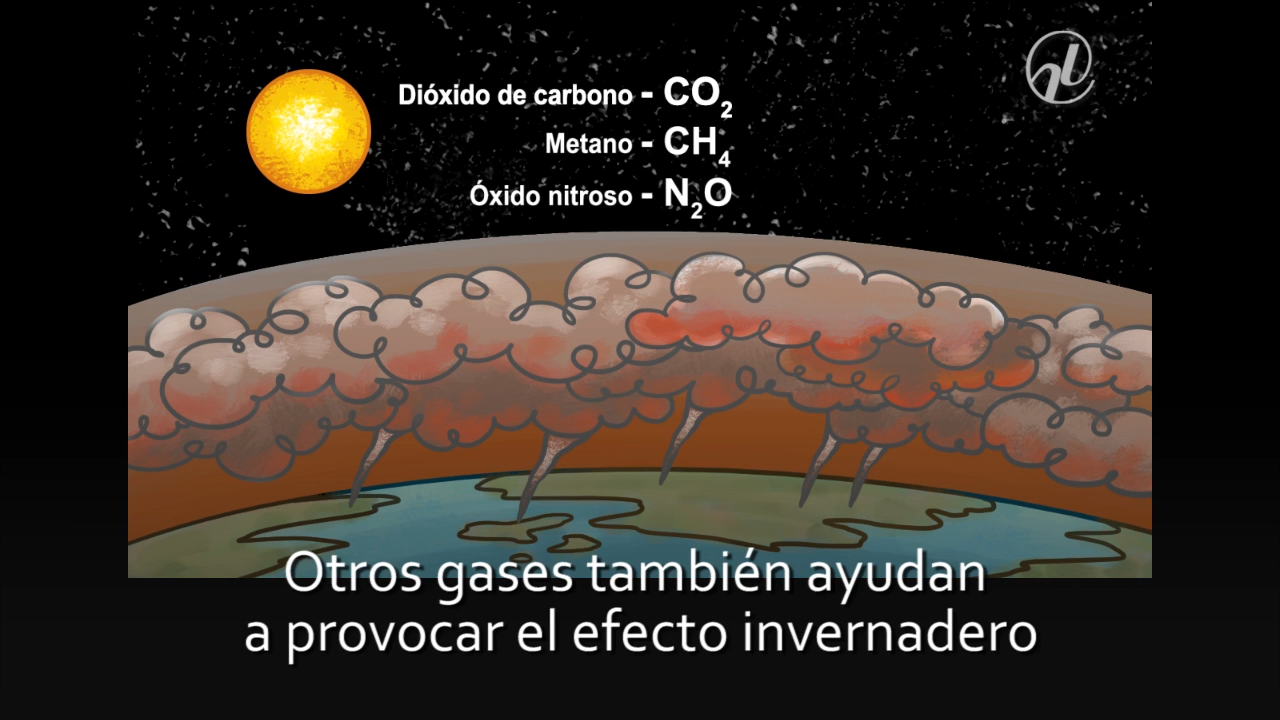 Dióxido de carbono - CO₂
Metano - CH₄
Óxido nitroso - N₂O
Otros gases también ayudan
a provocar el efecto invernadero